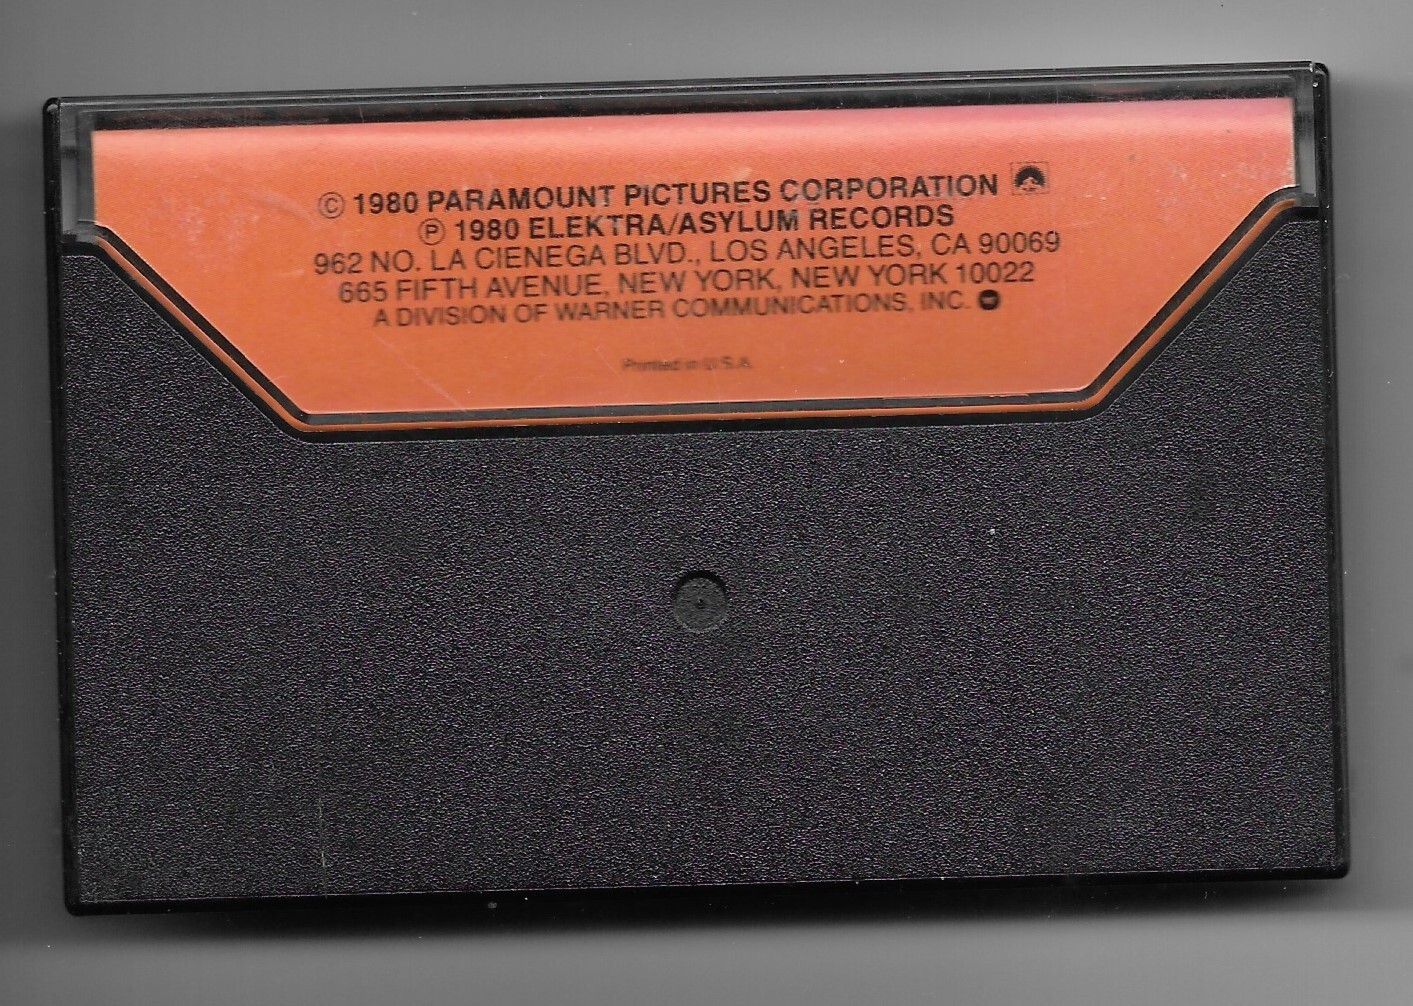 © 1980 PARAMOUNT PICTURES CORPORATION
℗ 1980 ELEKTRA/ASYLUM RECORDS
962 NO. LA CIENEGA BLVD., LOS ANGELES, CA 90069
665 FIFTH AVENUE, NEW YORK, NEW YORK 10022
A DIVISION OF WARNER COMMUNICATIONS, INC.
Printed in U.S.A.